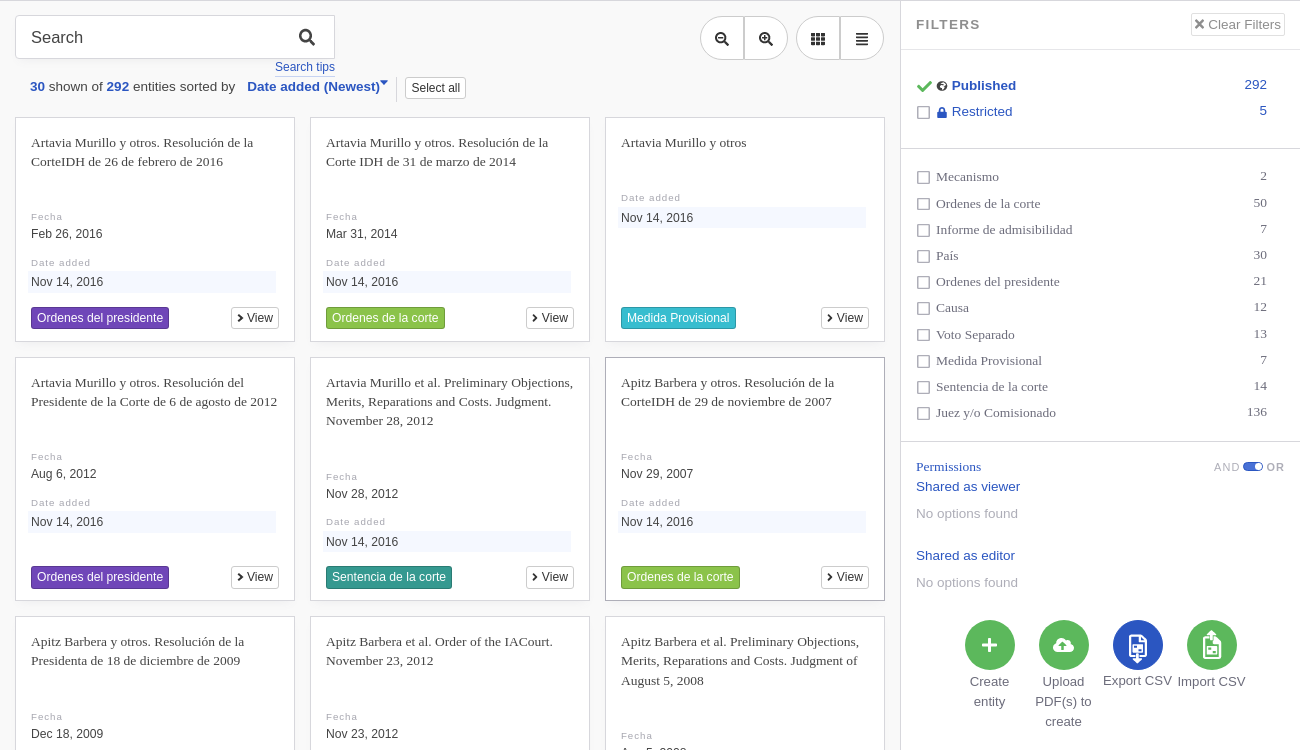 Search
Search tips
30 shown of 292 entities sorted by Date added (Newest) Select all
Artavia Murillo y otros. Resolución de la
CorteIDH de 26 de febrero de 2016
Fecha
Feb 26, 2016
Date added
Nov 14, 2016
Ordenes del presidente View
Artavia Murillo y otros. Resolución de la
Corte IDH de 31 de marzo de 2014
Fecha
Mar 31, 2014
Date added
Nov 14, 2016
Ordenes de la corte View
Artavia Murillo y otros
Date added
Nov 14, 2016
Medida Provisional View
Artavia Murillo y otros. Resolución del
Presidente de la Corte de 6 de agosto de 2012
Fecha
Aug 6, 2012
Date added
Nov 14, 2016
Ordenes del presidente View
Artavia Murillo et al. Preliminary Objections,
Merits, Reparations and Costs. Judgment.
November 28, 2012
Fecha
Nov 28, 2012
Date added
Nov 14, 2016
Sentencia de la corte View
Apitz Barbera y otros. Resolución de la
CorteIDH de 29 de noviembre de 2007
Fecha
Nov 29, 2007
Date added
Nov 14, 2016
Ordenes de la corte View
Apitz Barbera y otros. Resolución de la
Presidenta de 18 de diciembre de 2009
Fecha
Dec 18, 2009
Apitz Barbera et al. Order of the IACourt.
November 23, 2012
Fecha
Nov 23, 2012
Apitz Barbera et al. Preliminary Objections,
Merits, Reparations and Costs. Judgment of
August 5, 2008
Fecha
FILTERS Clear Filters
Published 292
Restricted 5
Mecanismo 2
Ordenes de la corte 50
Informe de admisibilidad 7
País 30
Ordenes del presidente 21
Causa 12
Voto Separado 13
Medida Provisional 7
Sentencia de la corte 14
Juez y/o Comisionado 136
Permissions AND OR
Shared as viewer
No options found
Shared as editor
No options found
Create
entity
Upload
PDF(s) to
create
Export CSV
Import CSV